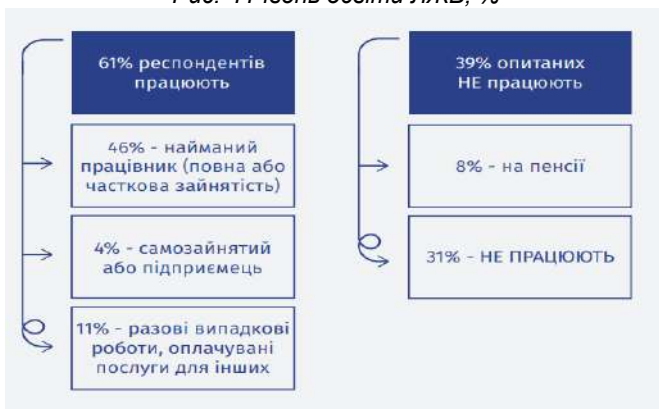 61% респондентів
працюють
46% - найманий
працівник (повна або
часткова зайнятість)
4% - самозайнятий
або підприємець
11% - разові випадкові
роботи, оплачувані
послуги для інших
39% опитаних
НЕ працюють
8% - на пенсії
31% - НЕ ПРАЦЮЮТЬ